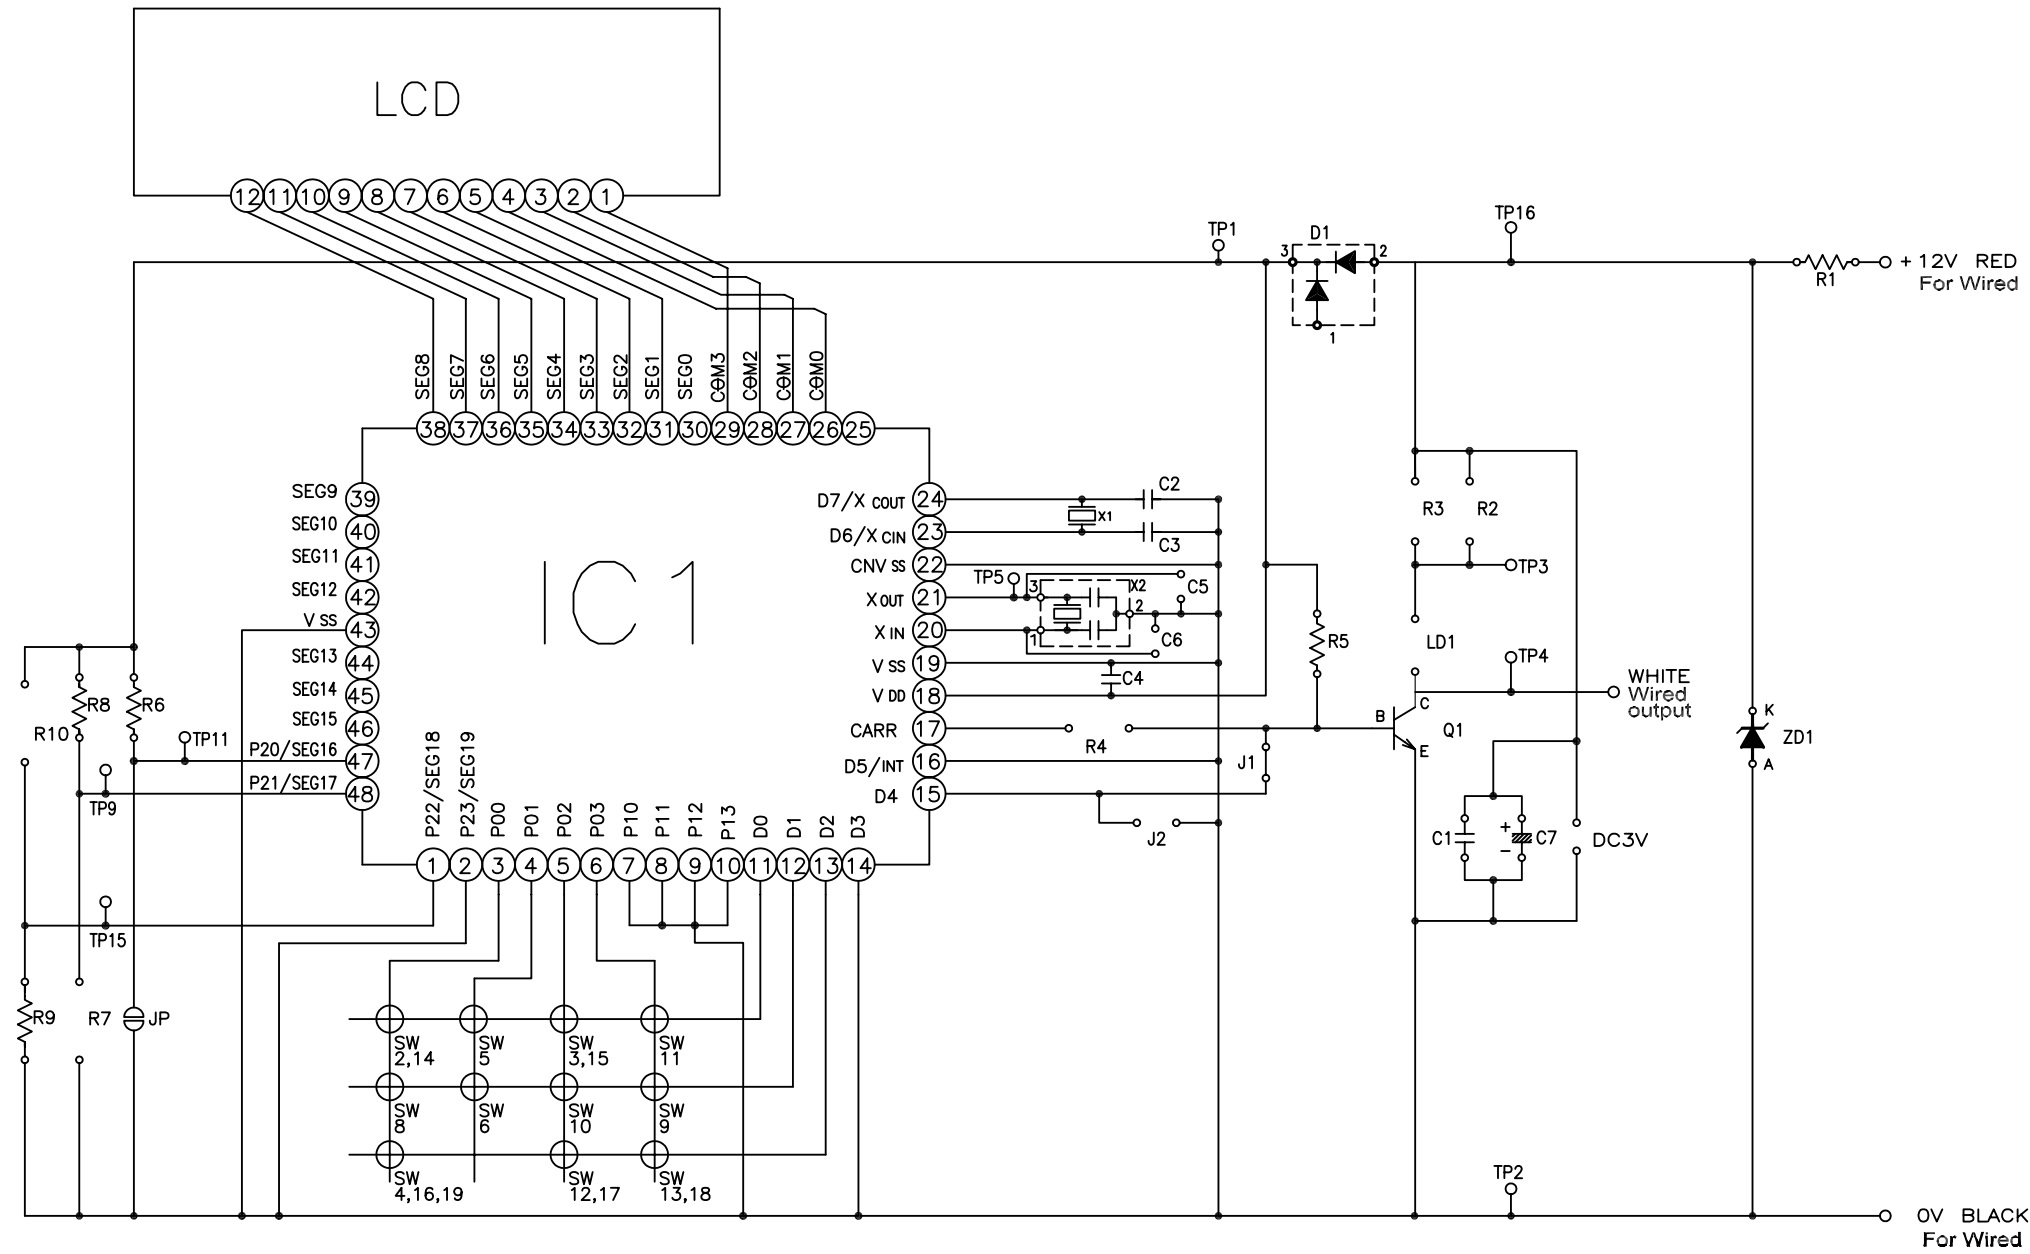 LCD
12 11 10 9 8 7 6 5 4 3 2 1
TP1
3 D1 2
1
TP16
+12V RED
For Wired
R1
SEG8 SEG7 SEG6 SEG5 SEG4 SEG3 SEG2 SEG1 SEG0 COM3 COM2 COM1 COM0
38 37 36 35 34 33 32 31 30 29 28 27 26 25
IC1
SEG9 39
SEG10 40
SEG11 41
SEG12 42
V SS 43
SEG13 44
SEG14 45
SEG15 46
P20/SEG16 47
P21/SEG17 48
D7/X COUT 24
D6/X CIN 23
CNV SS 22
X OUT 21
X IN 20
V SS 19
V DD 18
CARR 17
D5/INT 16
D4 15
C2
X1
C3
TP5
3 X2
2
1
C5
C6
C4
R4
J1
J2
R5
R3 R2
TP3
LD1
TP4
WHITE
Wired
output
B C
E
Q1
K
ZD1
A
C1 + C7
−
DC3V
R10 R8 R6
TP11
TP9
TP15
R9 R7 JP
P22/SEG18 P23/SEG19 P00 P01 P02 P03 P10 P11 P12 P13 D0 D1 D2 D3
1 2 3 4 5 6 7 8 9 10 11 12 13 14
SW
2,14
SW
5
SW
3,15
SW
11
SW
8
SW
6
SW
10
SW
9
SW
4,16,19
SW
12,17
SW
13,18
TP2
0V BLACK
For Wired